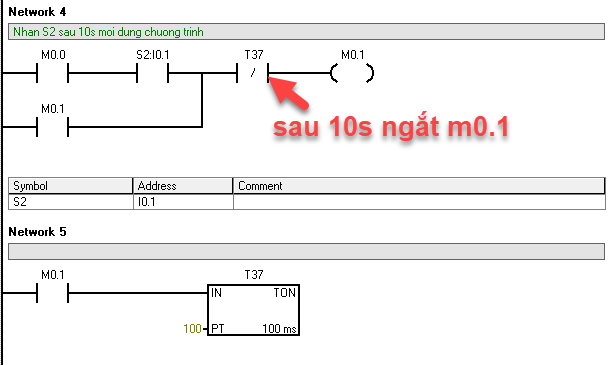 Network 4
Nhan S2 sau 10s moi dung chuong trinh
M0.0 S2:I0.1 T37 M0.1
/
M0.1
sau 10s ngắt m0.1
Symbol Address Comment
S2 I0.1
Network 5
M0.1 T37
IN TON
100 PT 100 ms